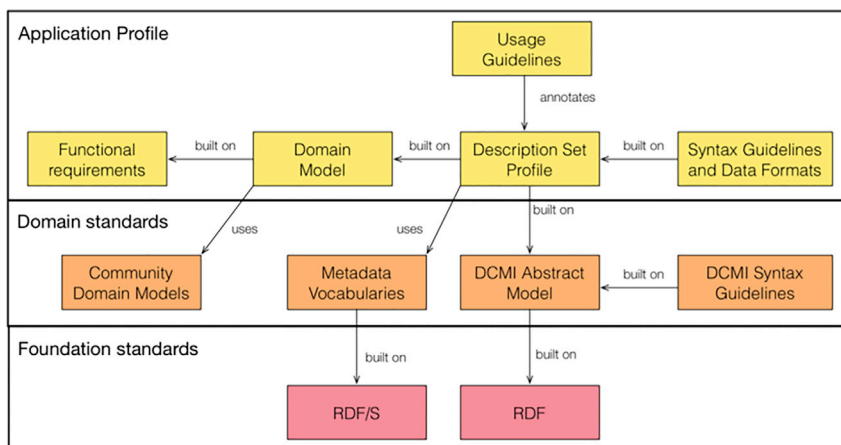 Application Profile
Usage
Guidelines
annotates
Functional
requirements
built on
Domain
Model
built on
Description Set
Profile
built on
Syntax Guidelines
and Data Formats
Domain standards
uses
uses
built on
Community
Domain Models
Metadata
Vocabularies
DCMI Abstract
Model
built on
DCMI Syntax
Guidelines
Foundation standards
built on
built on
RDF/S
RDF